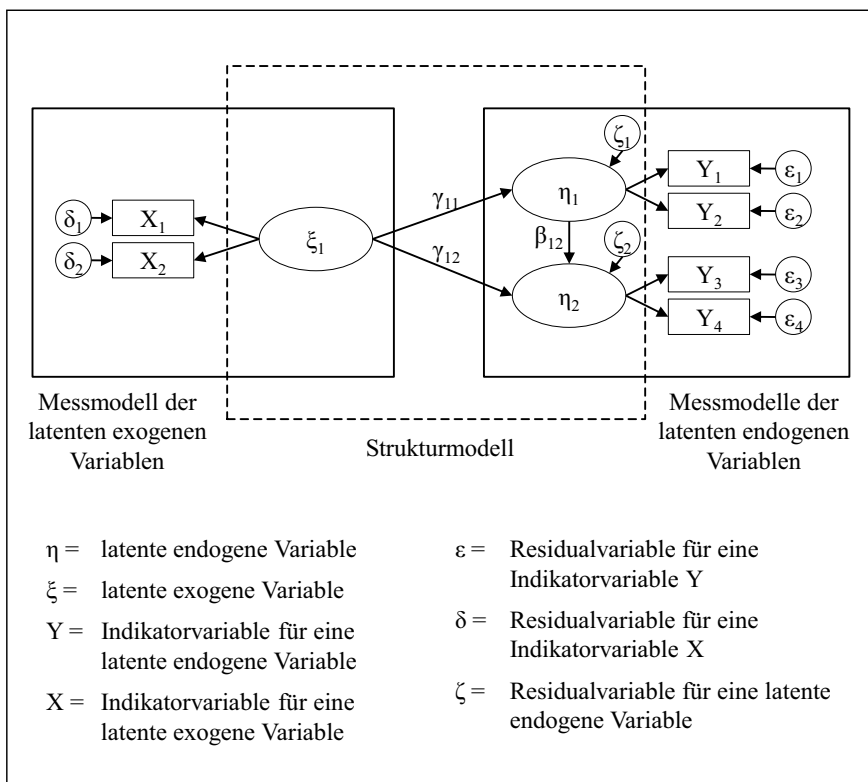 ζ₁
Y₁
ε₁
γ₁₁
η₁
δ₁
X₁
Y₂
ε₂
ξ₁
β₁₂
ζ₂
δ₂
X₂
γ₁₂
Y₃
ε₃
η₂
Y₄
ε₄
Messmodell der
latenten exogenen
Variablen
Strukturmodell
Messmodelle der
latenten endogenen
Variablen
η = latente endogene Variable
ξ = latente exogene Variable
Y = Indikatorvariable für eine
latente endogene Variable
X = Indikatorvariable für eine
latente exogene Variable
ε = Residualvariable für eine
Indikatorvariable Y
δ = Residualvariable für eine
Indikatorvariable X
ζ = Residualvariable für eine latente
endogene Variable